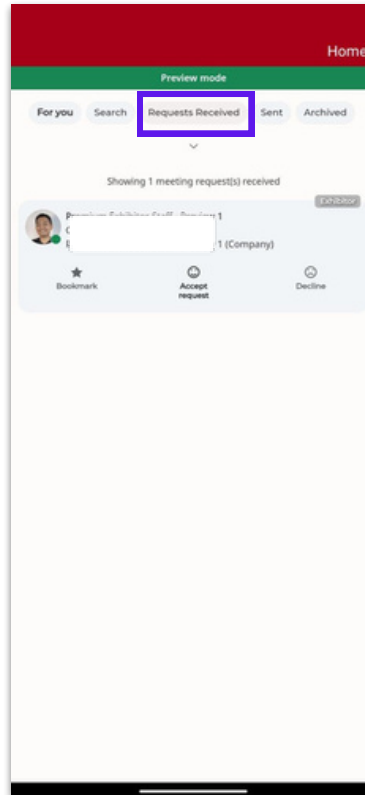 Home
Preview mode
For you Search Requests Received Sent Archived
Showing 1 meeting request(s) received
Exhibitor
Premium Exhibitor Staff - Preview 1
1 (Company)
Bookmark Accept request Decline